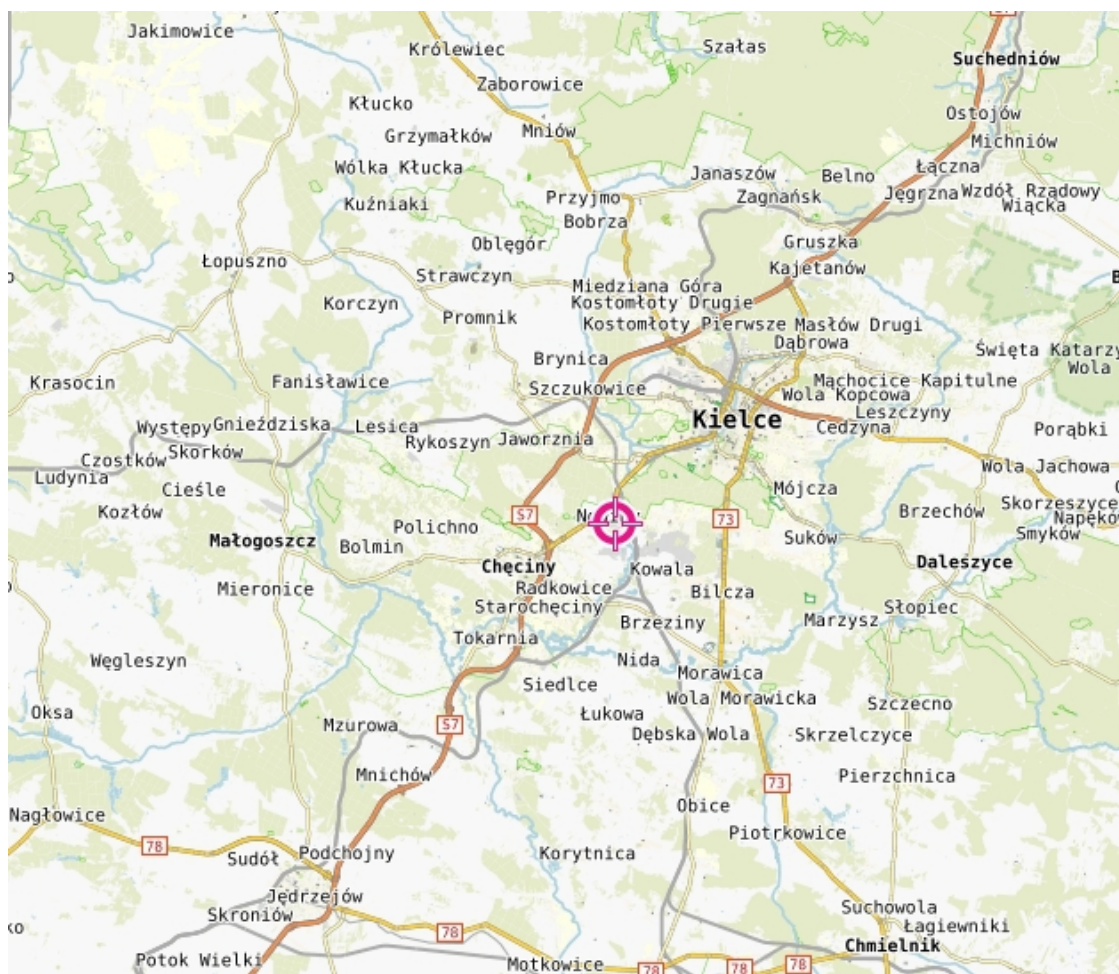 Jakimowice
Królewiec
Szałas
Suchedniów
Zaborowice
Kłucko
Ostojów
Grzymałków
Mniów
Michniów
Wólka Kłucka
Łączna
Janaszów
Belno
Kuźniaki
Przyjmo
Zagnańsk
Jęgrzna
Wzdół Rządowy
Wiącka
Bobrza
Oblęgór
Gruszka
Łopuszno
Strawczyn
Kajetanów
Miedziana Góra
Korczyn
Kostomłoty Drugie
Promnik
Kostomłoty Pierwsze
Masłów Drugi
Dąbrowa
Święta Katarzy
Brynica
Wola
Krasocin
Fanisławice
Szczukowice
Machocice Kapitulne
Wola Kopcowa
Leszczyny
Występy
Gnieździska
Lesica
Kielce
Cedzyna
Porąbki
Rykoszyn
Jaworznia
Skorków
Czostków
Ludynia
Wola Jachowa
Cieśle
Mójcza
Skorzeszyce
Kozłów
Brzechów
Napęków
S7
73
Polichno
Smyków
Małogoszcz
Bolmin
Suków
Chęciny
Kowala
Daleszyce
Mieronice
Radkowice
Bilcza
Starochęciny
Słopiec
Brzeziny
Marzysz
Tokarnia
Węgleszyn
Nida
Morawica
Siedlce
Wola Morawicka
Szczecno
Oksa
Łukowa
S7
Mzurowa
Dębska Wola
Skrzelczyce
Mnichów
Pierzchnica
73
Obice
Nagłowice
Piotrkowice
78
Sudół
Podchojny
Korytnica
Jędrzejów
Skroniów
Suchowola
Łagiewniki
78
Chmielnik
Potok Wielki
Motkowice
78
78
78